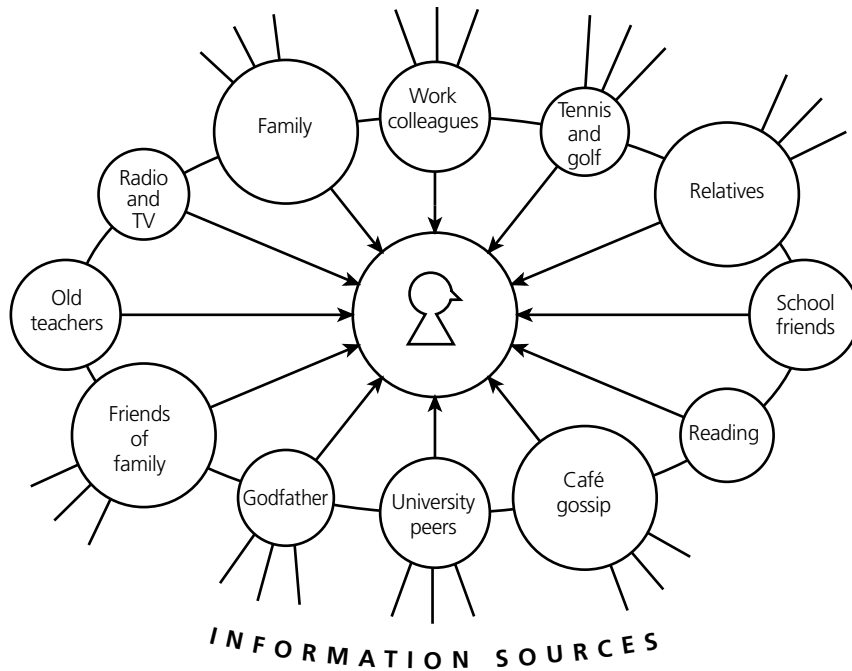 Family
Work
colleagues
Tennis
and
golf
Radio
and
TV
Relatives
Old
teachers
School
friends
Friends
of
family
Reading
Godfather
University
peers
Café
gossip
INFORMATION SOURCES